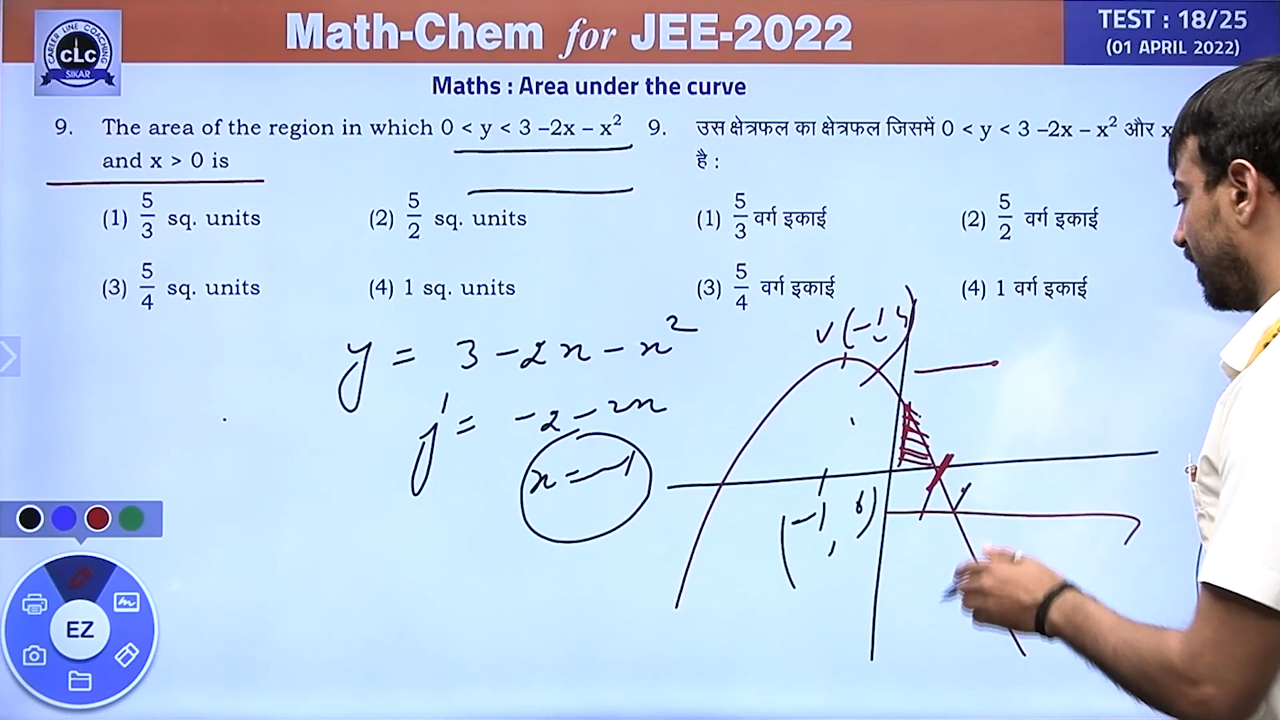 CAREER LINE COACHING
CLC
SIKAR
Math-Chem for JEE-2022
TEST : 18/25
(01 APRIL 2022)
Maths : Area under the curve
9. The area of the region in which 0 < y < 3 –2x – x²
and x > 0 is
(1) 5/3 sq. units (2) 5/2 sq. units
(3) 5/4 sq. units (4) 1 sq. units
9. उस क्षेत्रफल का क्षेत्रफल जिसमें 0 < y < 3 –2x – x² और x
है :
(1) 5/3 वर्ग इकाई (2) 5/2 वर्ग इकाई
(3) 5/4 वर्ग इकाई (4) 1 वर्ग इकाई
y = 3 - 2x - x²
y' = -2 - 2x
x = -1
EZ